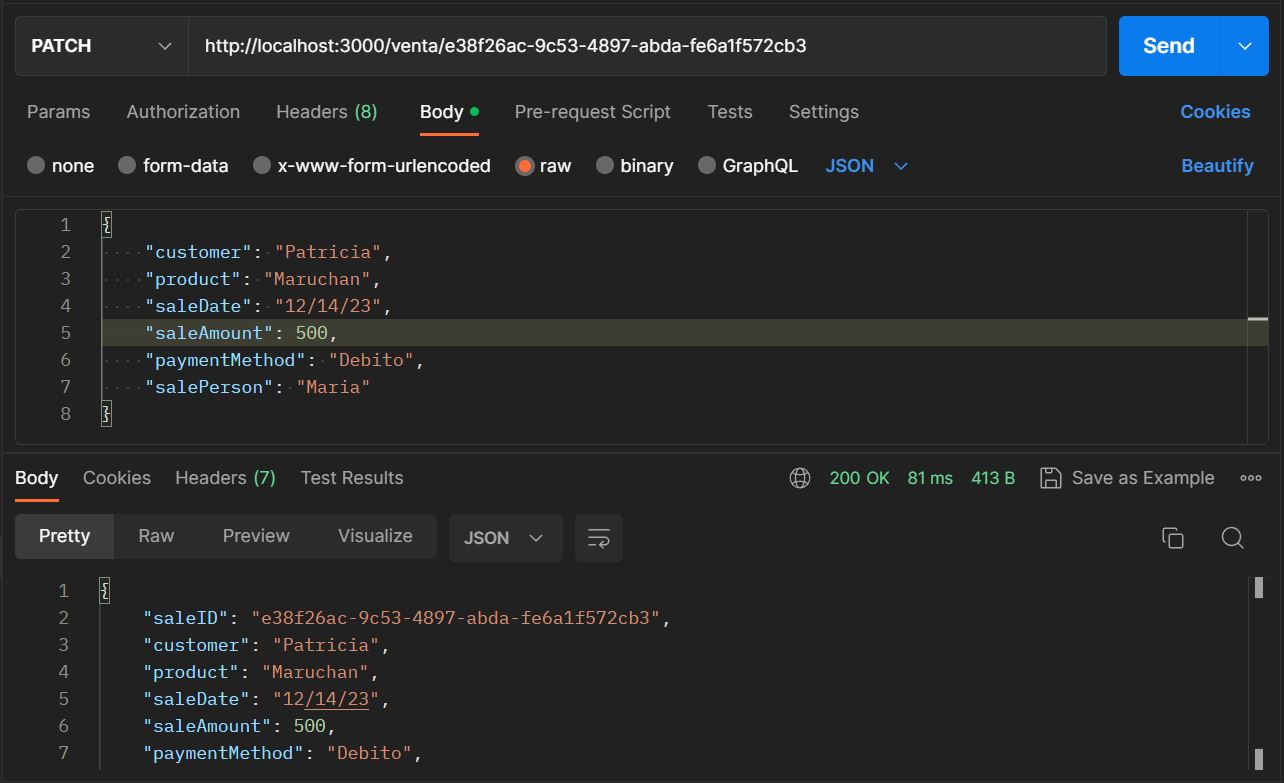 PATCH http://localhost:3000/venta/e38f26ac-9c53-4897-abda-fe6a1f572cb3 Send
Params Authorization Headers (8) Body Pre-request Script Tests Settings Cookies
none form-data x-www-form-urlencoded raw binary GraphQL JSON Beautify
1 {
2 "customer": "Patricia",
3 "product": "Maruchan",
4 "saleDate": "12/14/23",
5 "saleAmount": 500,
6 "paymentMethod": "Debito",
7 "salePerson": "Maria"
8 }
Body Cookies Headers (7) Test Results 200 OK 81 ms 413 B Save as Example
Pretty Raw Preview Visualize JSON
1 {
2 "saleID": "e38f26ac-9c53-4897-abda-fe6a1f572cb3",
3 "customer": "Patricia",
4 "product": "Maruchan",
5 "saleDate": "12/14/23",
6 "saleAmount": 500,
7 "paymentMethod": "Debito",